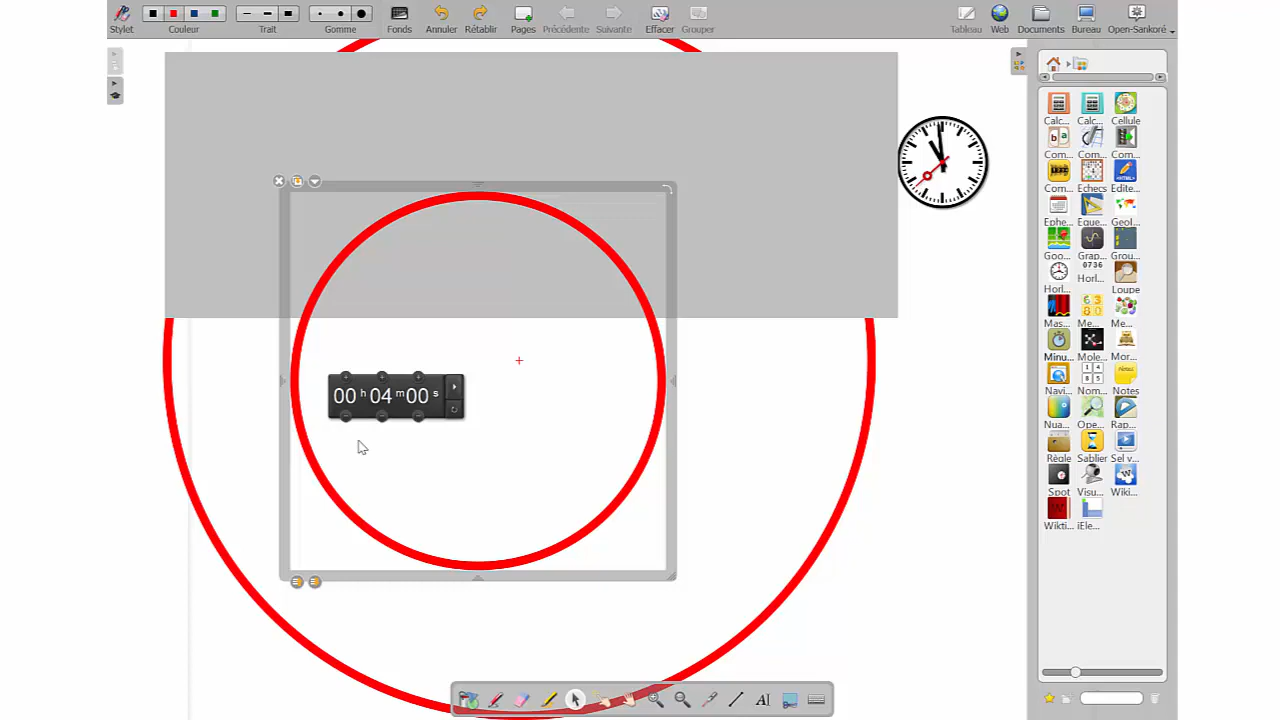 Stylet Couleur Trait Gomme Fonds Annuler Rétablir Pages Précédente Suivante Effacer Grouper Tableau Web Documents Bureau Open-Sankoré
Calc... Calc... Cellule
Com... Com... Com...
Com... Echecs Edite...
Ephe... Eque... Geol...
Goo... Grap... Grou...
0736
Horl... Horl... Loupe
Mas... Me... Me...
Minu... Mole... Mor...
Navi... Nom... Notes
Nua... Ope... Rap...
Règle Sablier Sel v...
Spot Visu... Wiki...
Wikti... iEle...
00 h 04 m 00 s